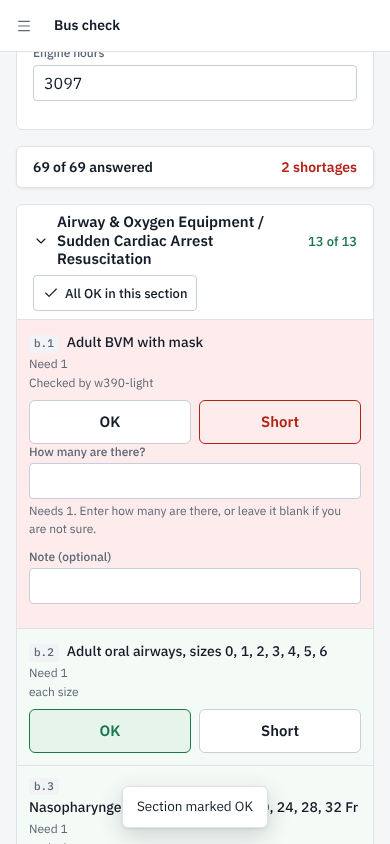 Bus check
Engine hours
3097
69 of 69 answered
2 shortages
Airway & Oxygen Equipment /
Sudden Cardiac Arrest
Resuscitation
13 of 13
All OK in this section
b.1 Adult BVM with mask
Need 1
Checked by w390-light
OK
Short
How many are there?
Needs 1. Enter how many are there, or leave it blank if you
are not sure.
Note (optional)
b.2 Adult oral airways, sizes 0, 1, 2, 3, 4, 5, 6
Need 1
each size
OK
Short
b.3
Nasopharynge
, 24, 28, 32 Fr
Section marked OK
Need 1